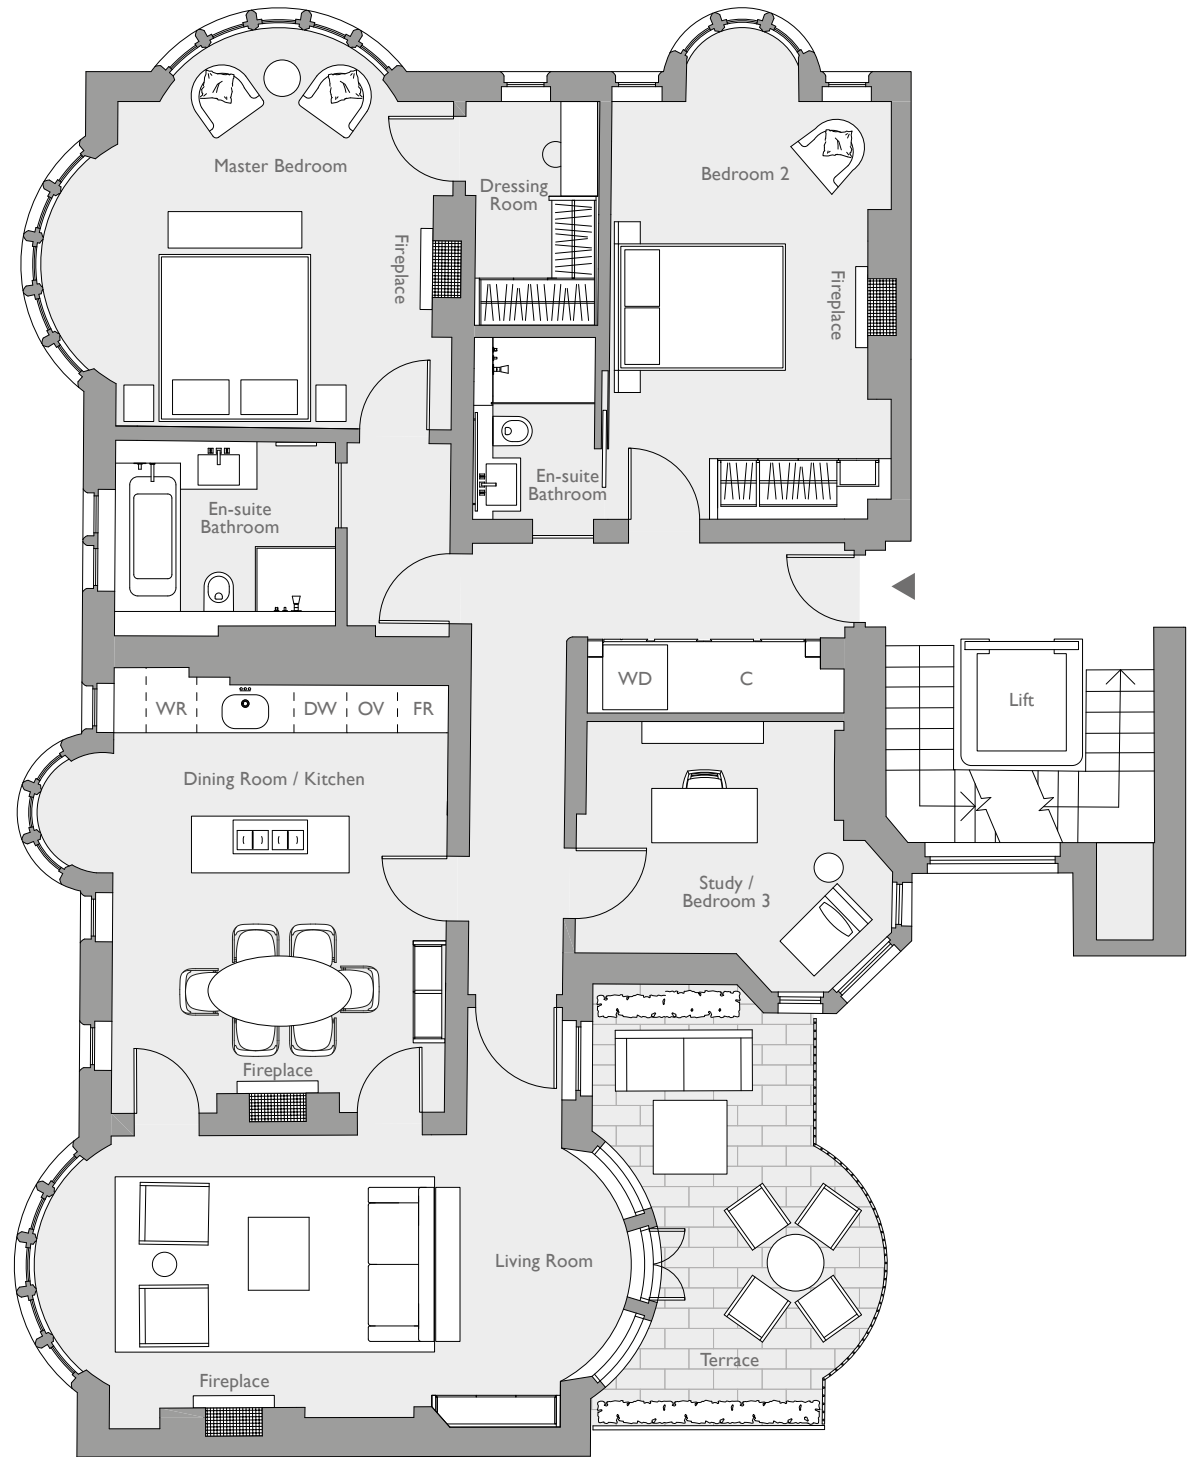 Master Bedroom
Dressing
Room
Bedroom 2
Fireplace
Fireplace
En-suite
Bathroom
En-suite
Bathroom
WD
C
Lift
WR
DW
OV
FR
Dining Room / Kitchen
Study /
Bedroom 3
Fireplace
Living Room
Terrace
Fireplace